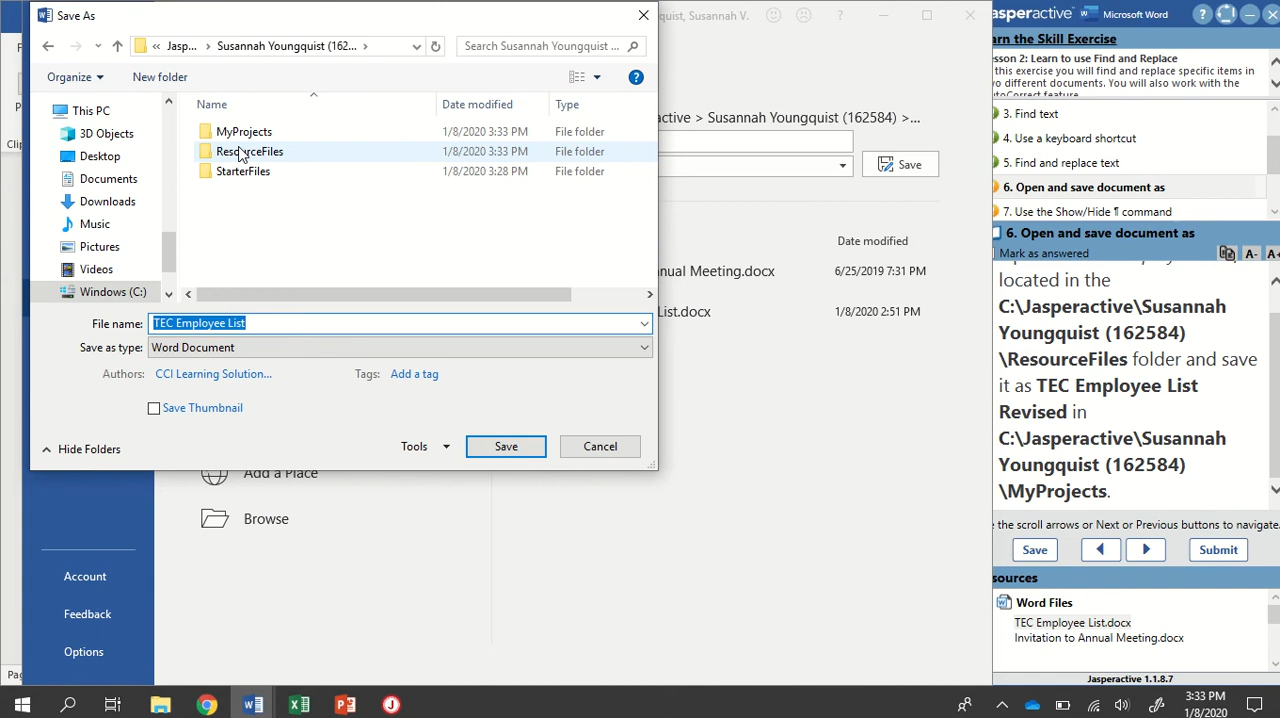 Save As
Jasp... > Susannah Youngquist (162... >
Search Susannah Youngquist ...
Organize
New folder
This PC
3D Objects
Desktop
Documents
Downloads
Music
Pictures
Videos
Windows (C:)
Name Date modified Type
MyProjects 1/8/2020 3:33 PM File folder
ResourceFiles 1/8/2020 3:33 PM File folder
StarterFiles 1/8/2020 3:28 PM File folder
File name: TEC Employee List
Save as type: Word Document
Authors: CCI Learning Solution... Tags: Add a tag
Save Thumbnail
Hide Folders
Tools
Save
Cancel
quist, Susannah V.
active > Susannah Youngquist (162584) >...
Save
Date modified
nual Meeting.docx 6/25/2019 7:31 PM
List.docx 1/8/2020 2:51 PM
Add a Place
Browse
Account
Feedback
Options
asperactive Microsoft Word
arn the Skill Exercise
esson 2: Learn to use Find and Replace
this exercise you will find and replace specific items in
wo different documents. You will also work with the
utoCorrect feature.
3. Find text
4. Use a keyboard shortcut
5. Find and replace text
6. Open and save document as
7. Use the Show/Hide ¶ command
6. Open and save document as
Mark as answered
A- A+
located in the
C:\Jasperactive\Susannah
Youngquist (162584)
\ResourceFiles folder and save
it as TEC Employee List
Revised in
C:\Jasperactive\Susannah
Youngquist (162584)
\MyProjects.
e the scroll arrows or Next or Previous buttons to navigate.
Save
Submit
sources
Word Files
TEC Employee List.docx
Invitation to Annual Meeting.docx
Jasperactive 1.1.8.7
3:33 PM
1/8/2020